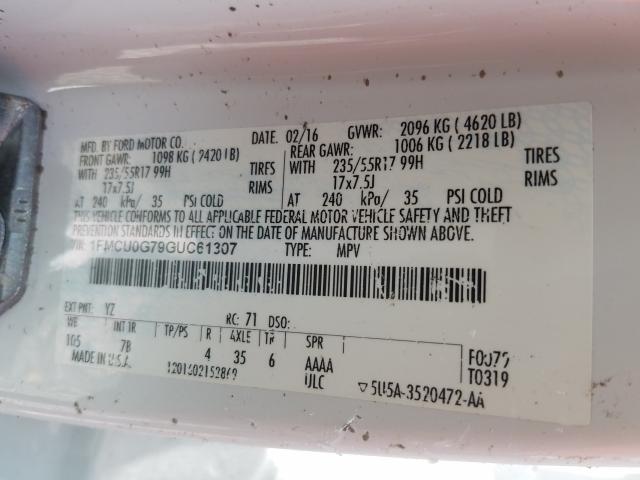 MFD. BY FORD MOTOR CO. DATE: 02/16 GVWR: 2096 KG ( 4620 LB)
FRONT GAWR: 1098 KG ( 2420 LB) REAR GAWR: 1006 KG ( 2218 LB)
WITH 235/55R17 99H TIRES WITH 235/55R17 99H TIRES
17x7.5J RIMS 17x7.5J RIMS
AT 240 kPa/ 35 PSI COLD AT 240 kPa/ 35 PSI COLD
THIS VEHICLE CONFORMS TO ALL APPLICABLE FEDERAL MOTOR VEHICLE SAFETY AND THEFT
PREVENTION STANDARDS IN EFFECT ON THE DATE OF MANUFACTURE SHOWN ABOVE.
VIN: 1FMCU0G79GUC61307 TYPE: MPV
EXT PNT: YZ RC: 71 DSO:
WB INT TR TP/PS R AXLE TR SPR
105 7B 4 35 6 AAAA F0079
MADE IN U.S.A. ULC T0319
▽5U5A-3520472-AA